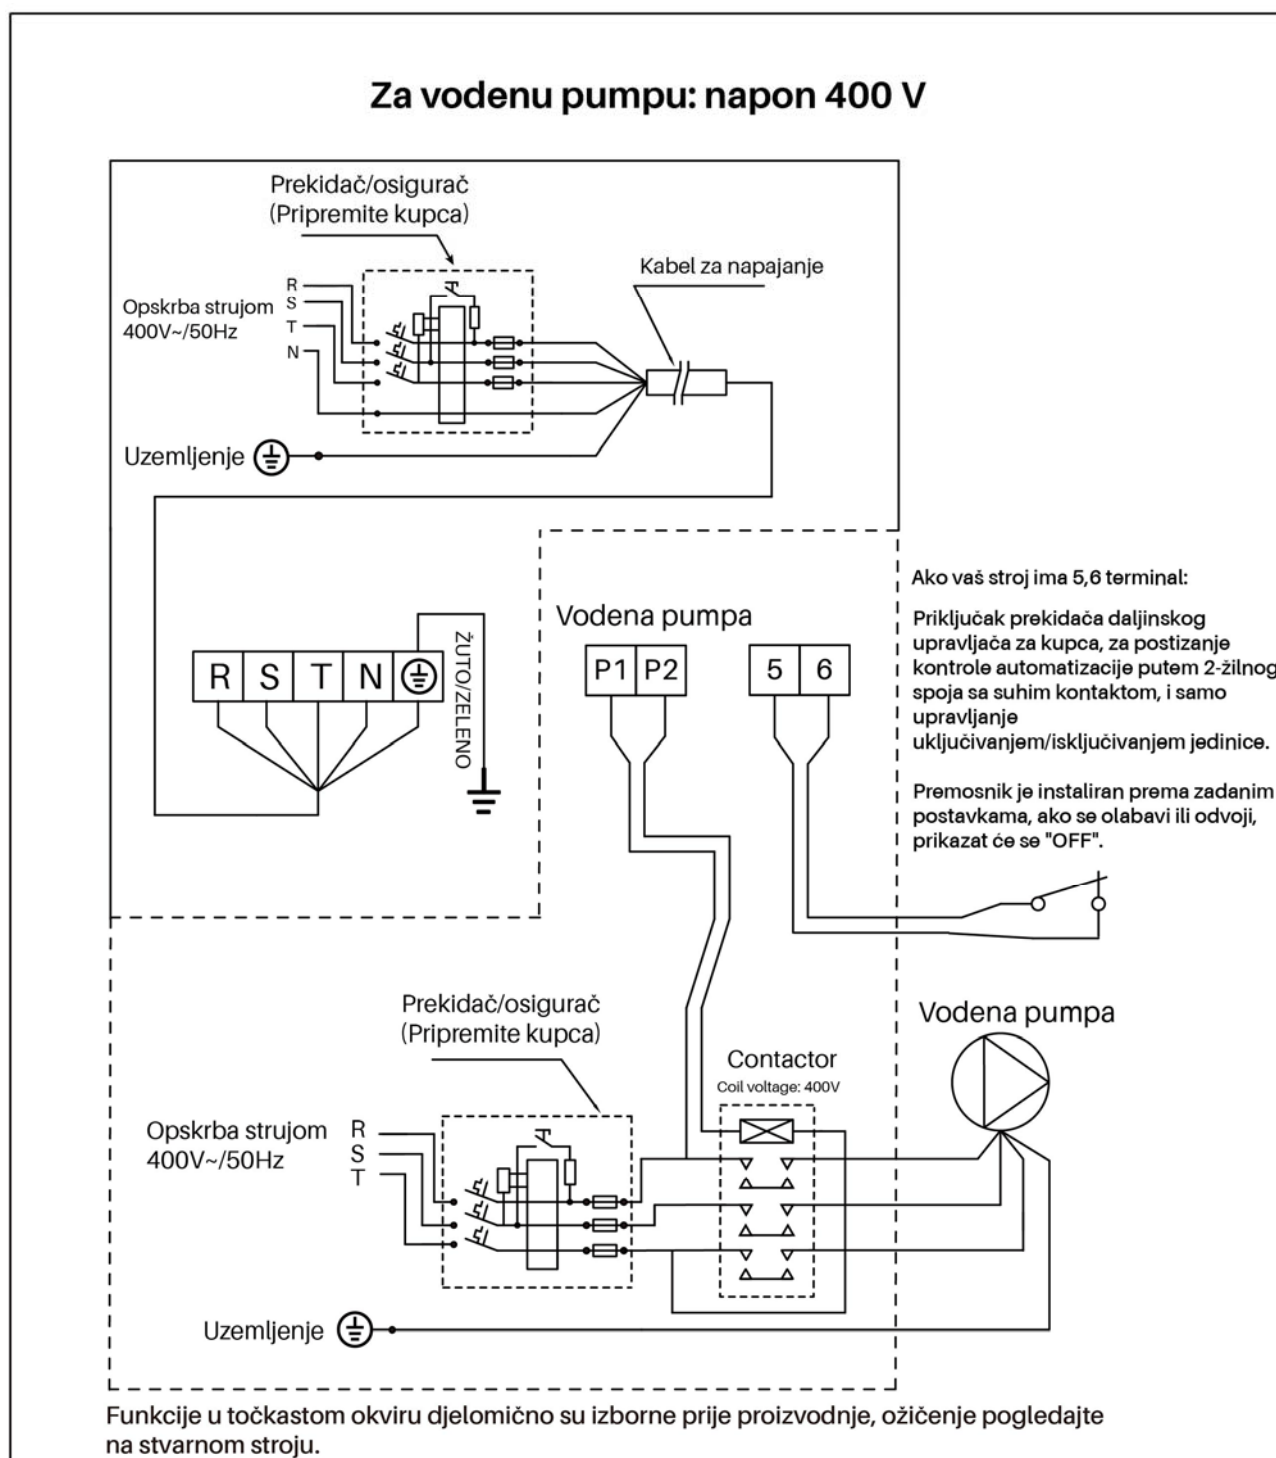 Za vodenu pumpu: napon 400 V
Prekidač/osigurač
(Pripremite kupca)
Kabel za napajanje
Opskrba strujom
400V~/50Hz
R
S
T
N
Uzemljenje
Ako vaš stroj ima 5,6 terminal:
Priključak prekidača daljinskog
upravljača za kupca, za postizanje
kontrole automatizacije putem 2-žilnog
spoja sa suhim kontaktom, i samo
upravljanje
uključivanjem/isključivanjem jedinice.
Premosnik je instaliran prema zadanim
postavkama, ako se olabavi ili odvoji,
prikazat će se "OFF".
Vodena pumpa
R S T N
ŽUTO/ZELENO
P1 P2
5 6
Prekidač/osigurač
(Pripremite kupca)
Vodena pumpa
Contactor
Coil voltage: 400V
Opskrba strujom
400V~/50Hz
R
S
T
Uzemljenje
Funkcije u točkastom okviru djelomično su izborne prije proizvodnje, ožičenje pogledajte
na stvarnom stroju.